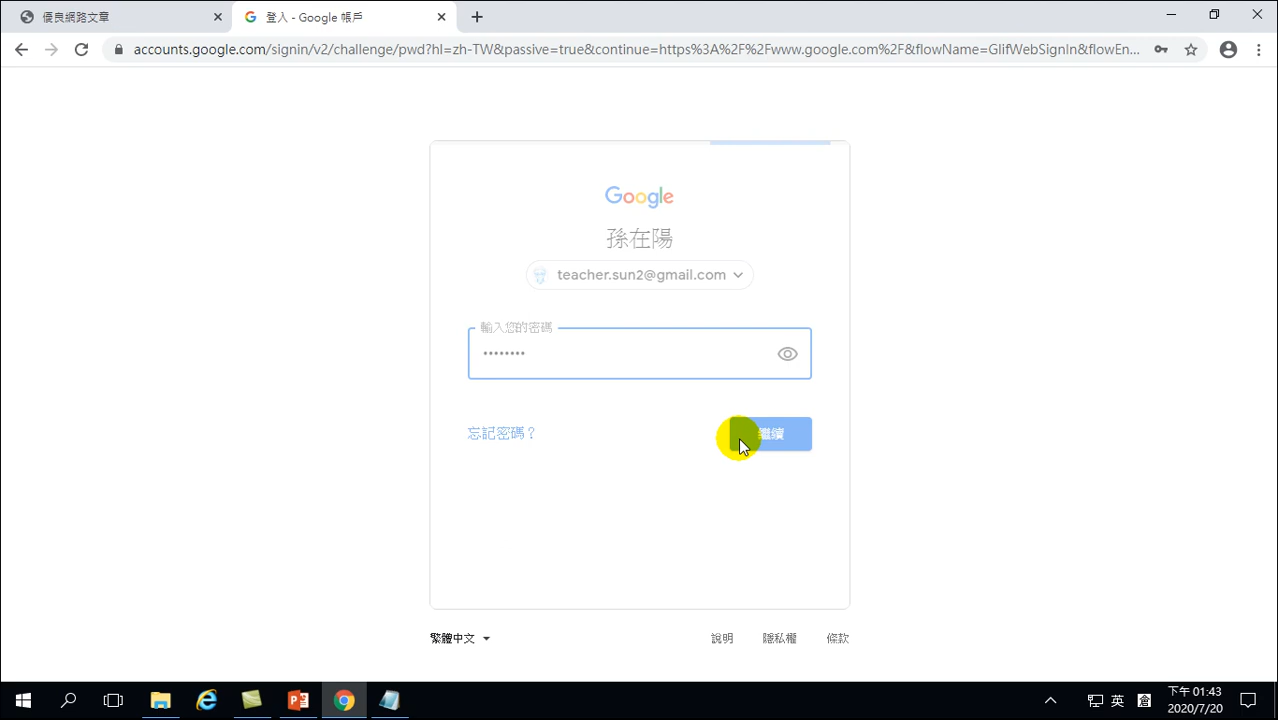 優良網路文章
登入 - Google 帳戶
accounts.google.com/signin/v2/challenge/pwd?hl=zh-TW&passive=true&continue=https%3A%2F%2Fwww.google.com%2F&flowName=GlifWebSignIn&flowEn...
Google
孫在陽
teacher.sun2@gmail.com
輸入您的密碼
••••••••
忘記密碼？
繼續
繁體中文
說明
隱私權
條款
英
下午 01:43
2020/7/20